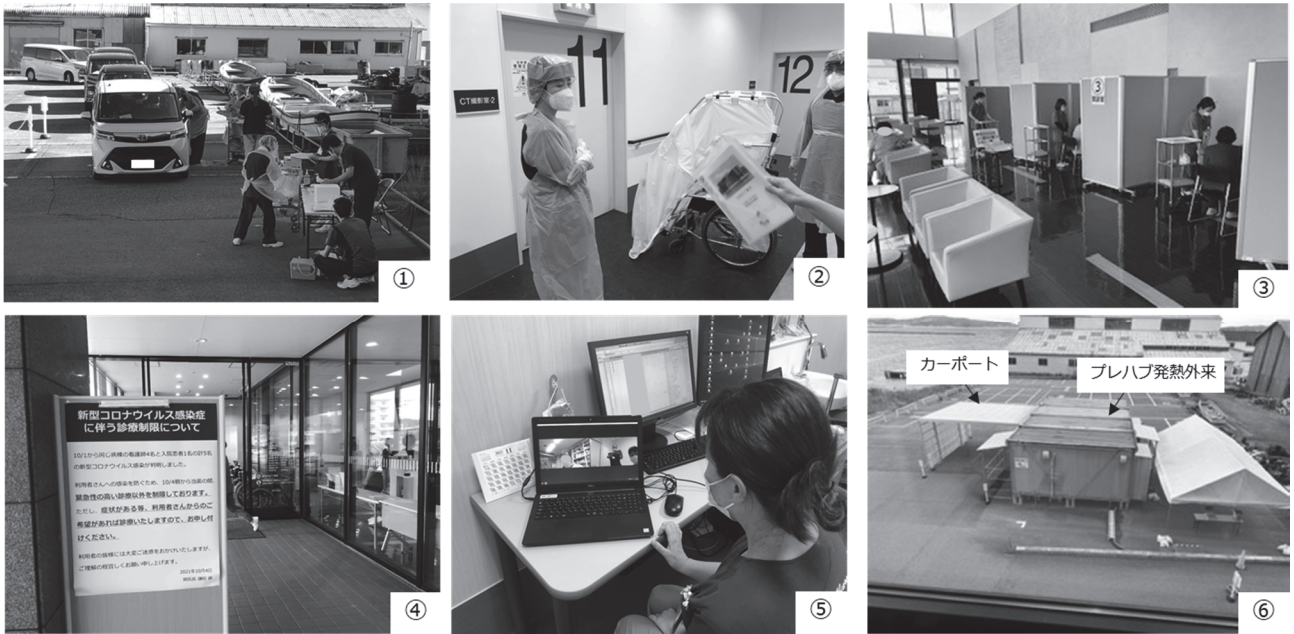 ①
11
12
CT撮影室-2
②
③
③
新型コロナウイルス感染症
に伴う診療制限について
10/1から同じ病棟の看護師4名と入院患者1名の計5名
の新型コロナウイルス感染が判明しました。
利用者さんへの感染を防ぐため、10/4朝から当面の間、
緊急性の高い診療以外を制限しております。
ただし、症状がある等、利用者さんからのご
希望があれば診療いたしますので、お申し付
けください。
利用者の皆様には大変ご迷惑をおかけいたしますが、
ご理解の程宜しくお願い申し上げます。
2021年10月4日
④
11
⑤
カーポート
プレハブ発熱外来
⑥